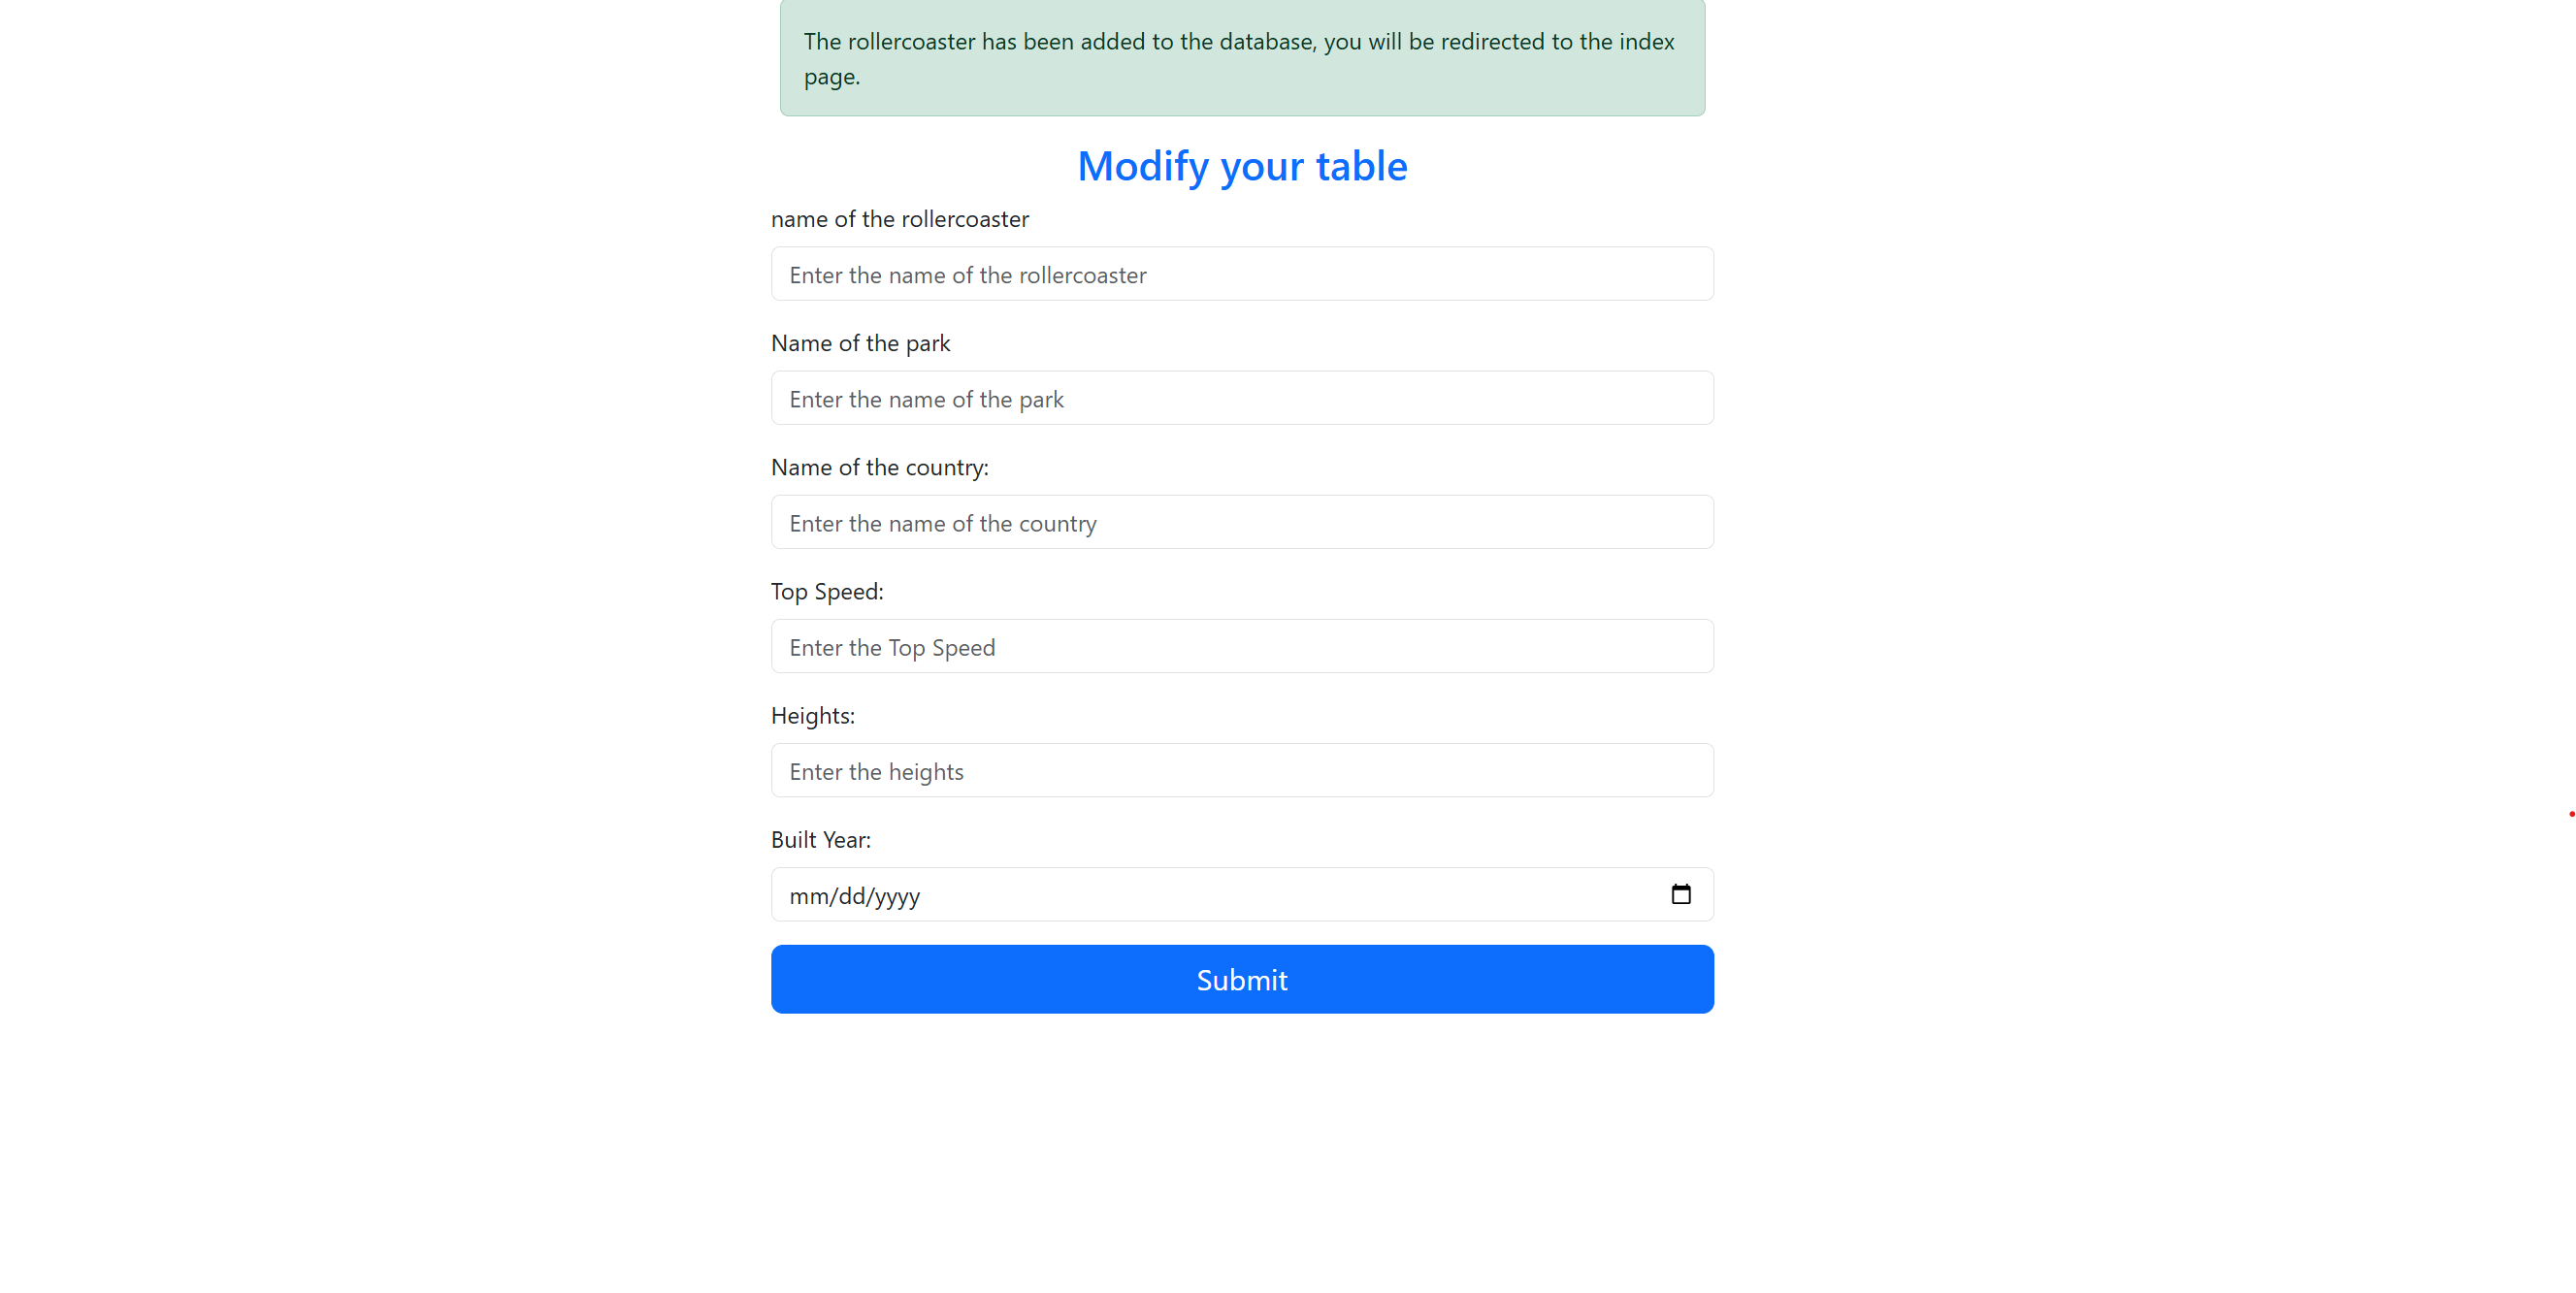 The rollercoaster has been added to the database, you will be redirected to the index
page.
Modify your table
name of the rollercoaster
Enter the name of the rollercoaster
Name of the park
Enter the name of the park
Name of the country:
Enter the name of the country
Top Speed:
Enter the Top Speed
Heights:
Enter the heights
Built Year:
mm/dd/yyyy
Submit